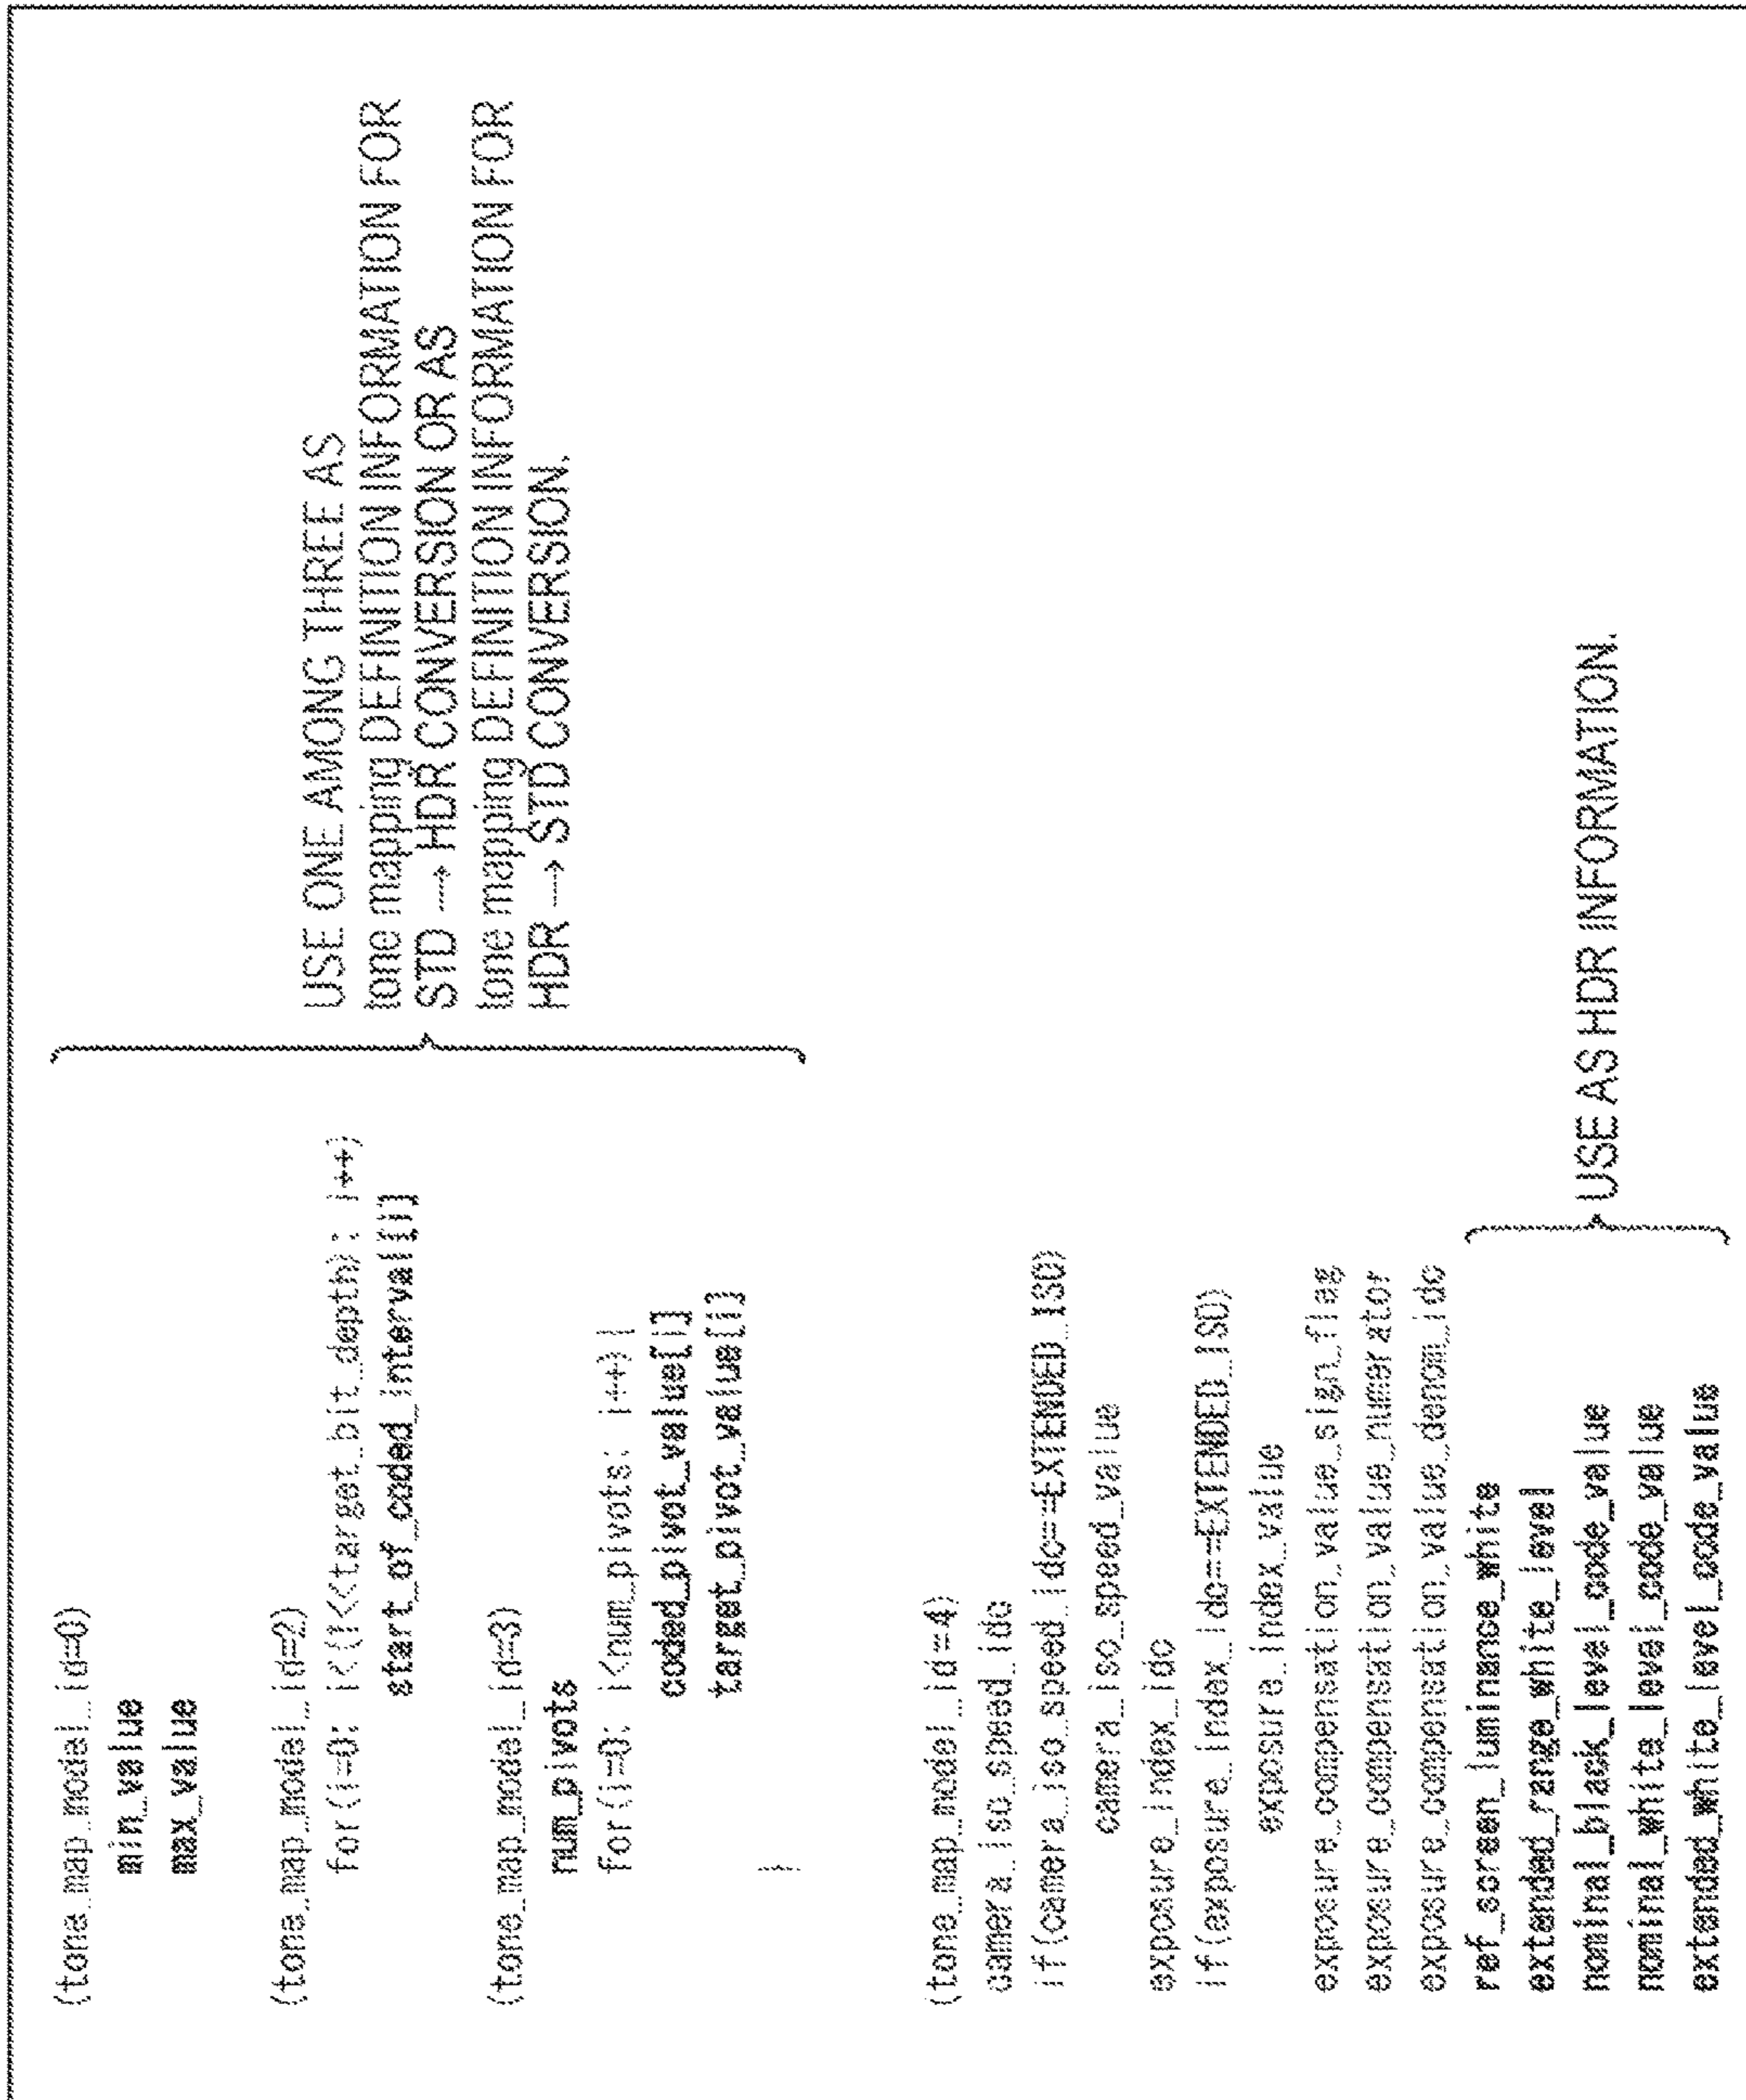 (tone_map_model_id=0)
min_value
max_value
(tone_map_model_id=2)
for(i=0; i<(1<<target_bit_depth); i++)
start_of_coded_interval[i]
(tone_map_model_id=3)
num_pivots
for(i=0; i<num_pivots; i++){
coded_pivot_value[i]
target_pivot_value[i]
}
USE ONE AMONG THREE AS
tone mapping DEFINITION INFORMATION FOR
STD → HDR CONVERSION OR AS
tone mapping DEFINITION INFORMATION FOR
HDR → STD CONVERSION.
(tone_map_model_id=4)
camera_iso_speed_idc
if(camera_iso_speed_idc==EXTENDED_ISO)
camera_iso_speed_value
exposure_index_idc
if(exposure_index_idc==EXTENDED_ISO)
exposure_index_value
exposure_compensation_value_sign_flag
exposure_compensation_value_numerator
exposure_compensation_value_denom_idc
ref_screen_luminance_white
extended_range_white_level
nominal_black_level_code_value
nominal_white_level_code_value
extended_white_level_code_value
USE AS HDR INFORMATION.